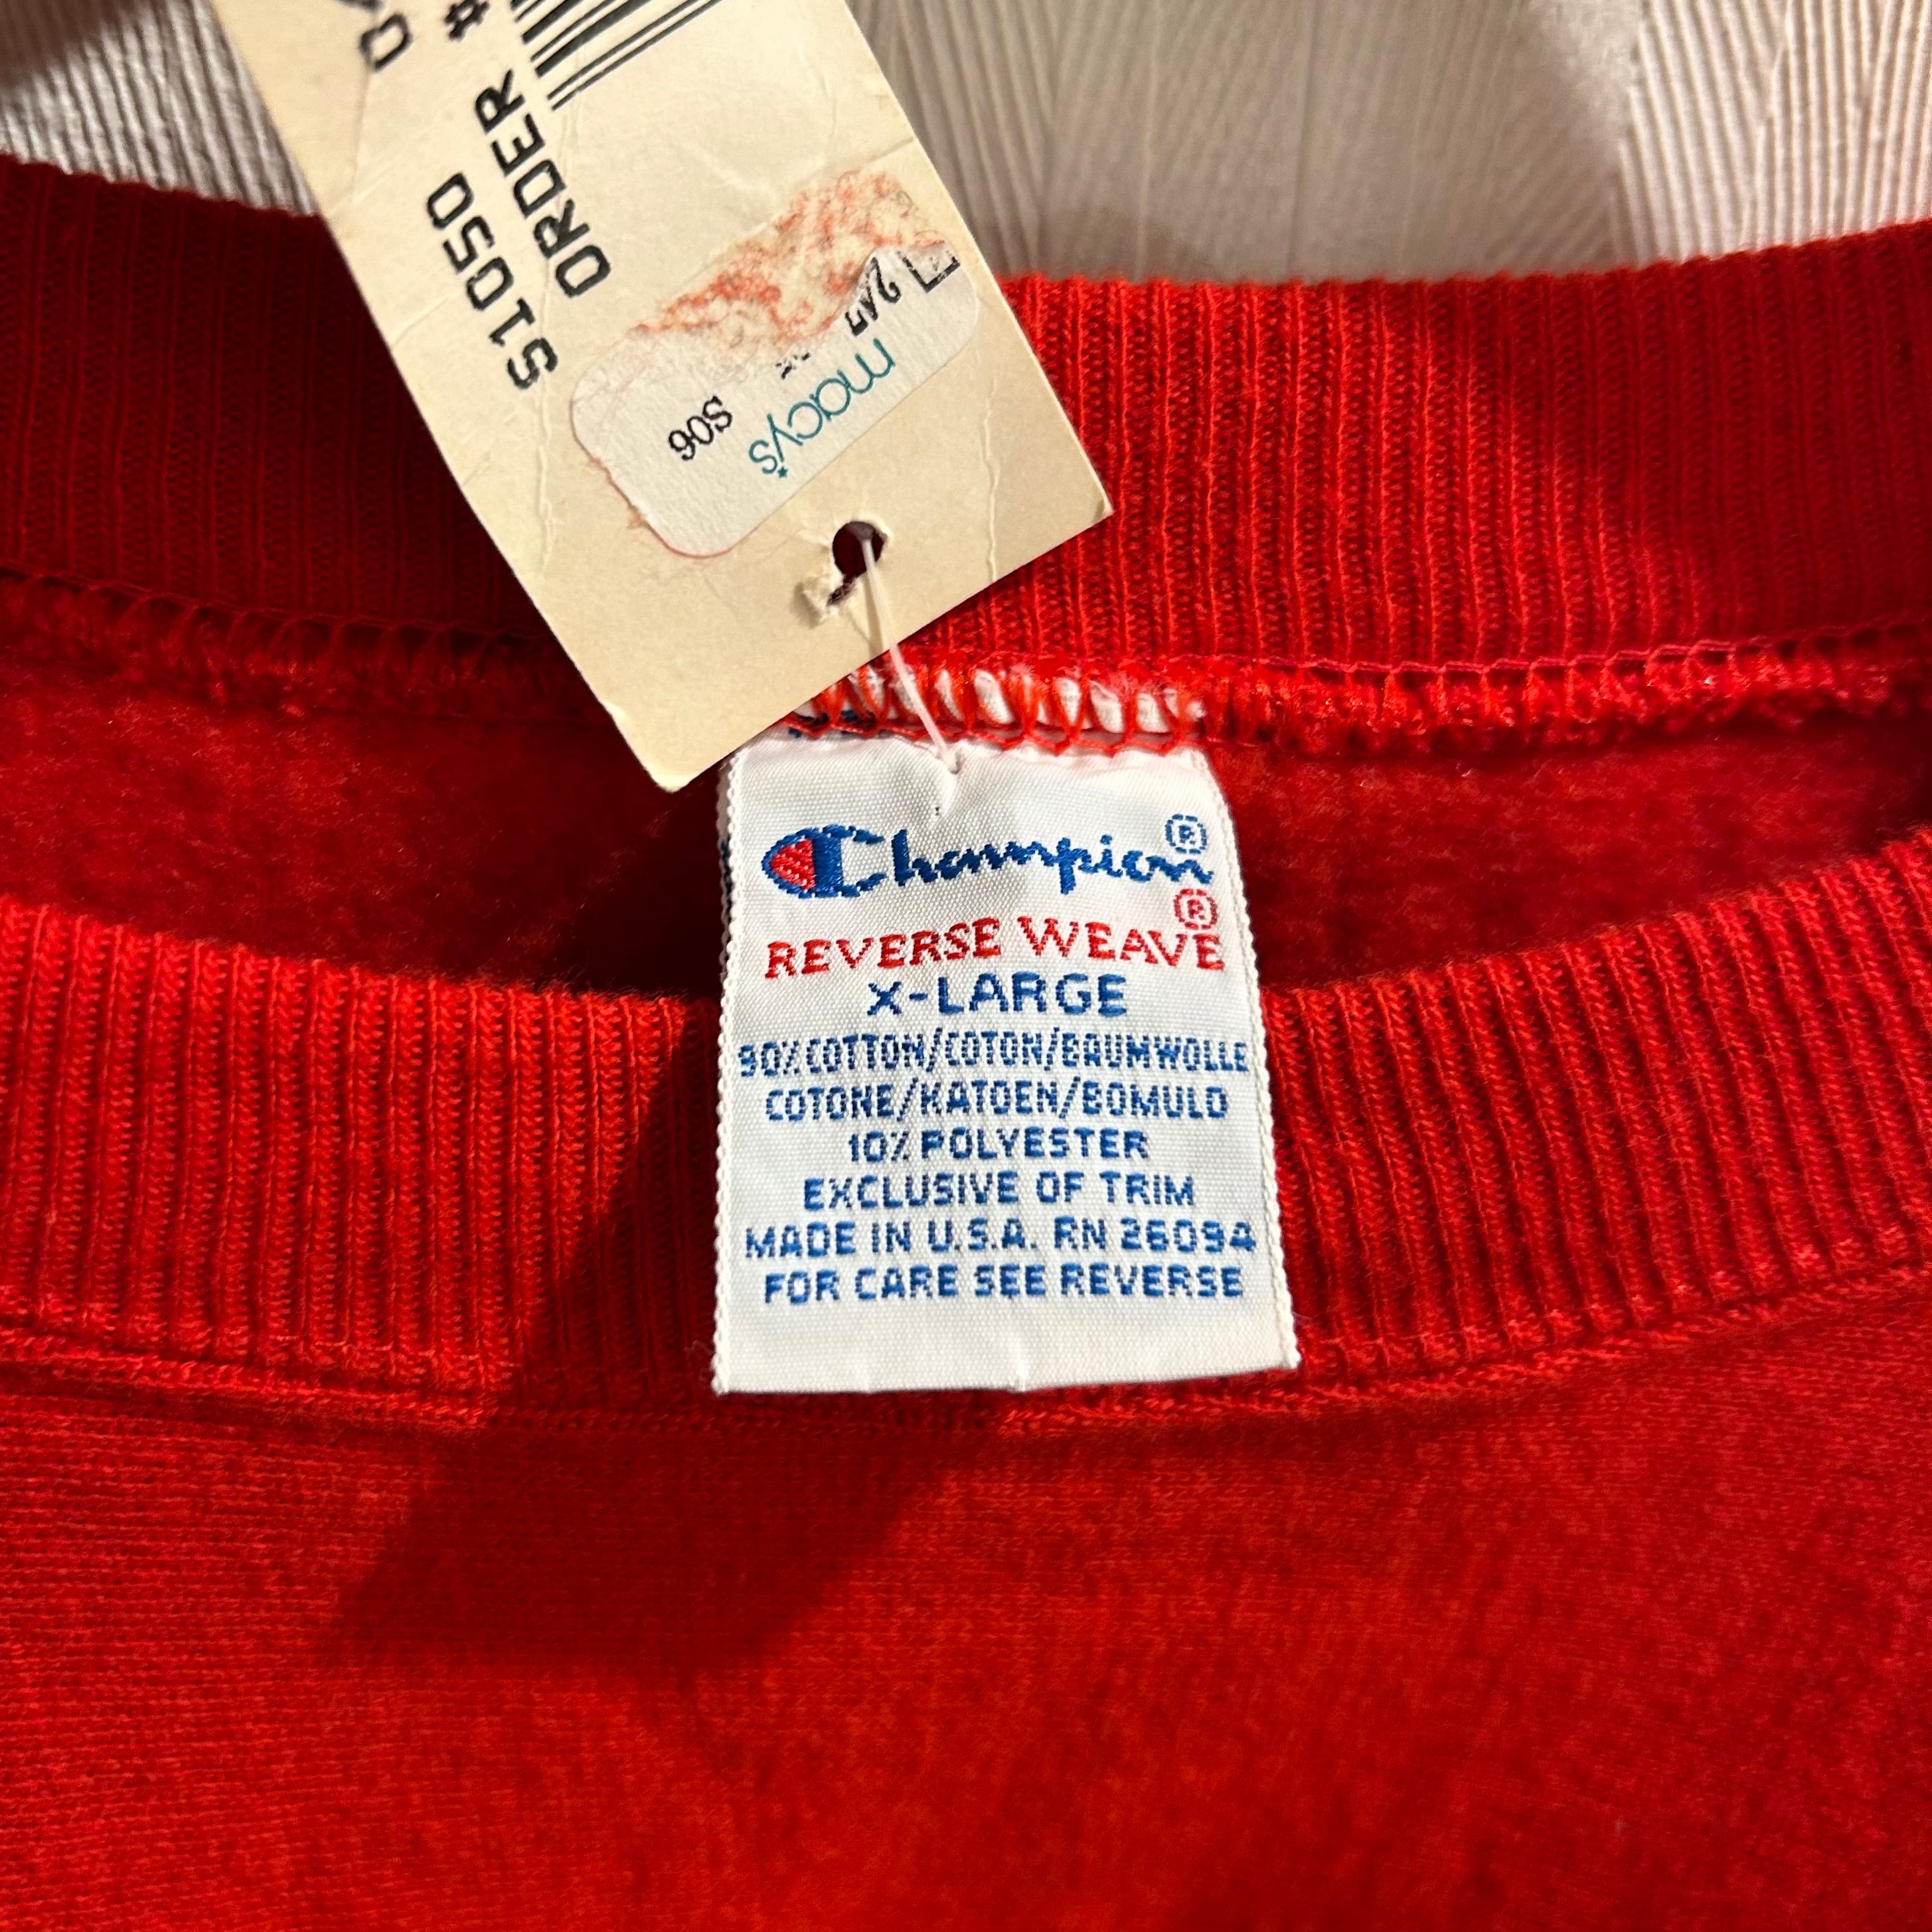 S1050
ORDER #
macy's
S06
Champion®
REVERSE WEAVE®
X-LARGE
90% COTTON/COTON/BAUMWOLLE
COTONE/KATOEN/BOMULD
10% POLYESTER
EXCLUSIVE OF TRIM
MADE IN U.S.A. RN 26094
FOR CARE SEE REVERSE